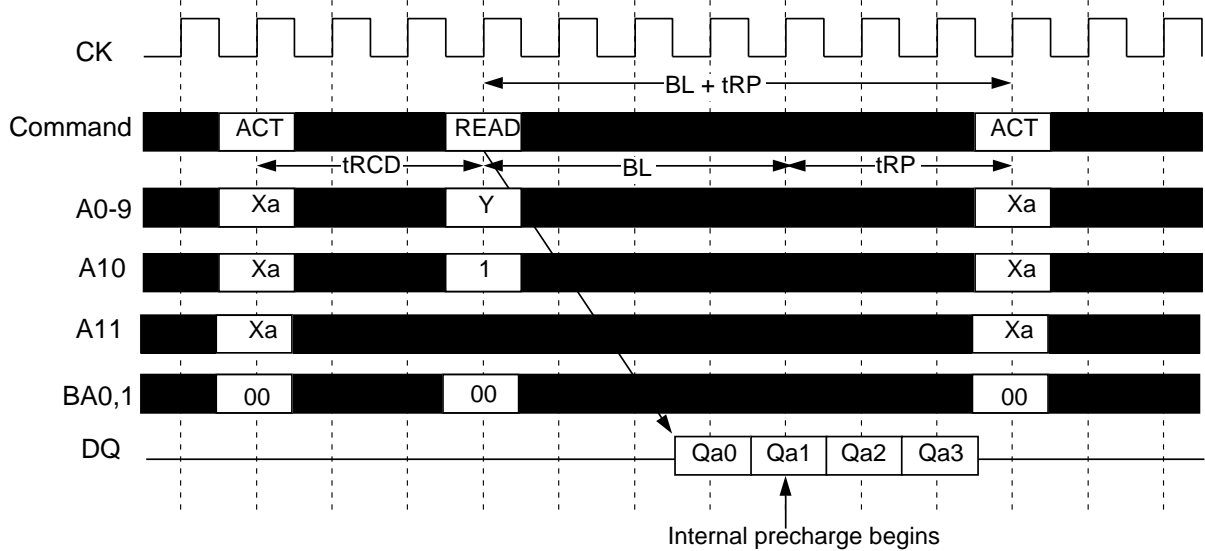 CK
BL + tRP
Command ACT READ ACT
tRCD BL tRP
A0-9 Xa Y Xa
A10 Xa 1 Xa
A11 Xa Xa
BA0,1 00 00 00
DQ Qa0 Qa1 Qa2 Qa3
Internal precharge begins